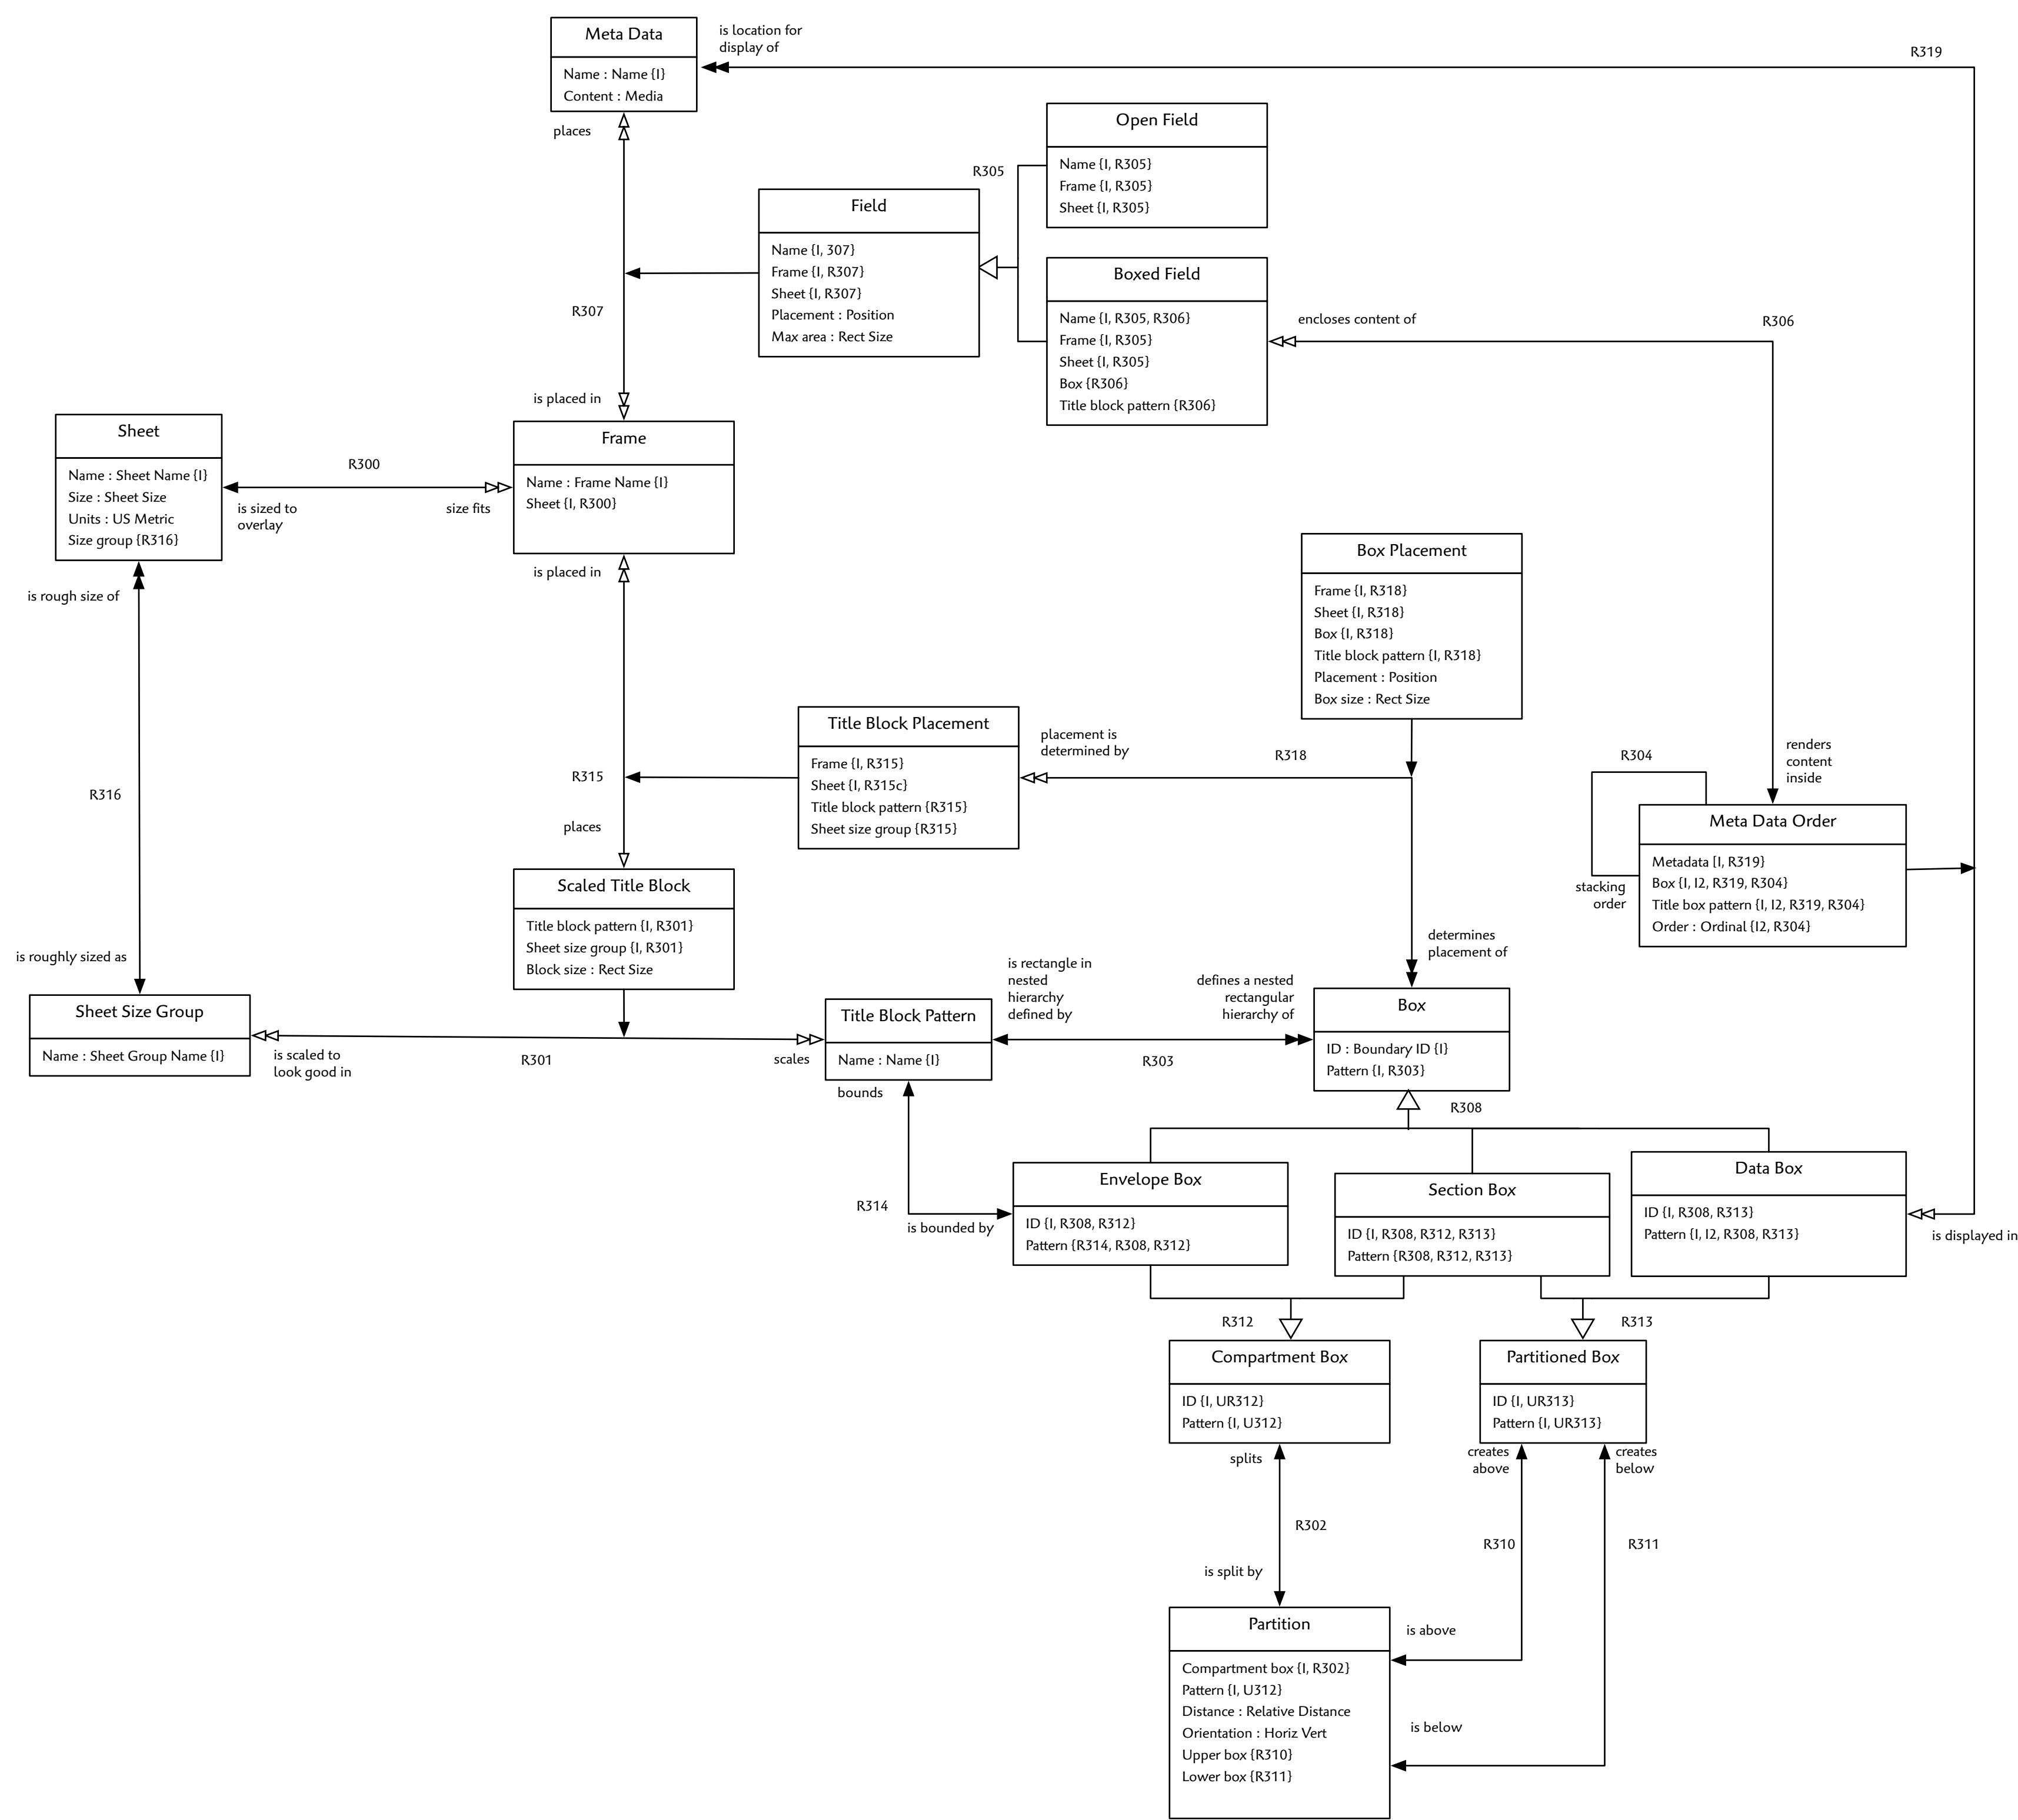 Meta Data
Name : Name {I}
Content : Media
is location for
display of
R319
places
Open Field
Name {I, R305}
Frame {I, R305}
Sheet {I, R305}
R305
Field
Name {I, 307}
Frame {I, R307}
Sheet {I, R307}
Placement : Position
Max area : Rect Size
Boxed Field
Name {I, R305, R306}
Frame {I, R305}
Sheet {I, R305}
Box {R306}
Title block pattern {R306}
encloses content of
R306
R307
is placed in
Sheet
Name : Sheet Name {I}
Size : Sheet Size
Units : US Metric
Size group {R316}
R300
is sized to
overlay
size fits
Frame
Name : Frame Name {I}
Sheet {I, R300}
is placed in
is rough size of
Box Placement
Frame {I, R318}
Sheet {I, R318}
Box {I, R318}
Title block pattern {I, R318}
Placement : Position
Box size : Rect Size
Title Block Placement
Frame {I, R315}
Sheet {I, R315c}
Title block pattern {R315}
Sheet size group {R315}
placement is
determined by
R318
R304
renders
content
inside
R315
R316
places
Meta Data Order
Metadata [I, R319}
Box {I, I2, R319, R304}
Title box pattern {I, I2, R319, R304}
Order : Ordinal {I2, R304}
stacking
order
Scaled Title Block
Title block pattern {I, R301}
Sheet size group {I, R301}
Block size : Rect Size
is roughly sized as
determines
placement of
is rectangle in
nested
hierarchy
defined by
defines a nested
rectangular
hierarchy of
Sheet Size Group
Name : Sheet Group Name {I}
is scaled to
look good in
R301
scales
Title Block Pattern
Name : Name {I}
R303
Box
ID : Boundary ID {I}
Pattern {I, R303}
bounds
R308
Envelope Box
ID {I, R308, R312}
Pattern {R314, R308, R312}
Section Box
ID {I, R308, R312, R313}
Pattern {R308, R312, R313}
Data Box
ID {I, R308, R313}
Pattern {I, I2, R308, R313}
R314
is bounded by
is displayed in
R312
R313
Compartment Box
ID {I, UR312}
Pattern {I, U312}
Partitioned Box
ID {I, UR313}
Pattern {I, UR313}
splits
creates
above
creates
below
R302
R310
R311
is split by
Partition
Compartment box {I, R302}
Pattern {I, U312}
Distance : Relative Distance
Orientation : Horiz Vert
Upper box {R310}
Lower box {R311}
is above
is below